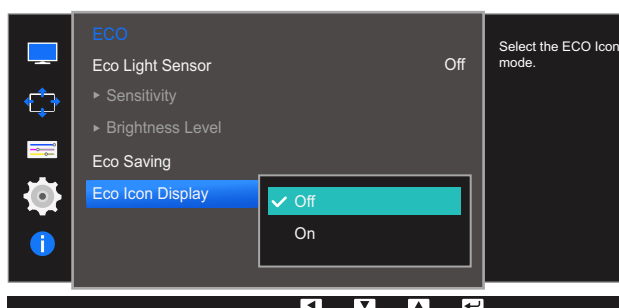 ECO
Eco Light Sensor Off
▸ Sensitivity
▸ Brightness Level
Eco Saving
Eco Icon Display
Off
On
Select the ECO Icon
mode.